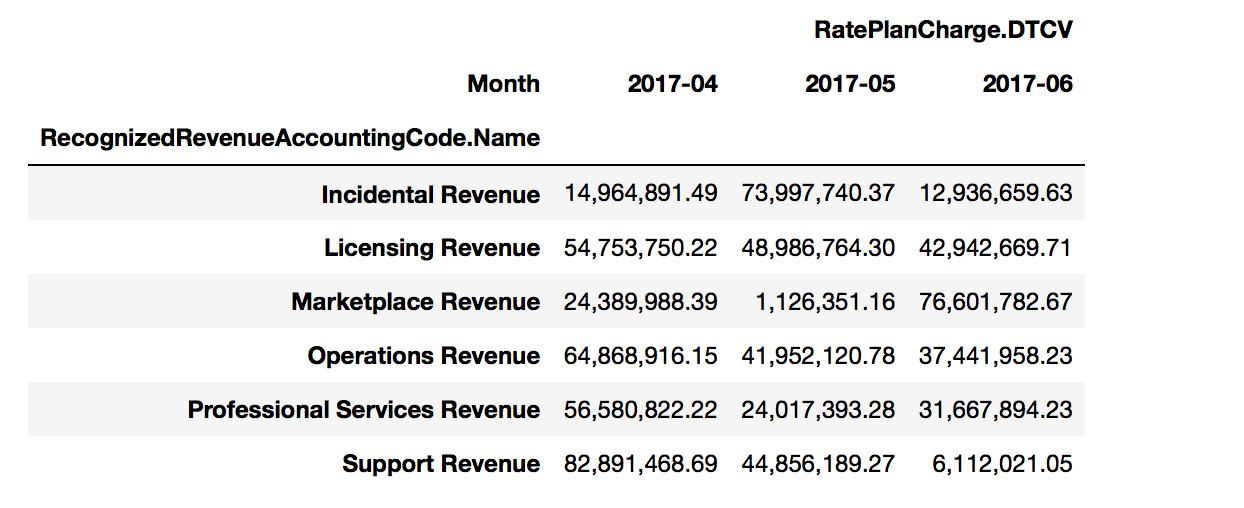 RatePlanCharge.DTCV
Month 2017-04 2017-05 2017-06
RecognizedRevenueAccountingCode.Name
Incidental Revenue 14,964,891.49 73,997,740.37 12,936,659.63
Licensing Revenue 54,753,750.22 48,986,764.30 42,942,669.71
Marketplace Revenue 24,389,988.39 1,126,351.16 76,601,782.67
Operations Revenue 64,868,916.15 41,952,120.78 37,441,958.23
Professional Services Revenue 56,580,822.22 24,017,393.28 31,667,894.23
Support Revenue 82,891,468.69 44,856,189.27 6,112,021.05